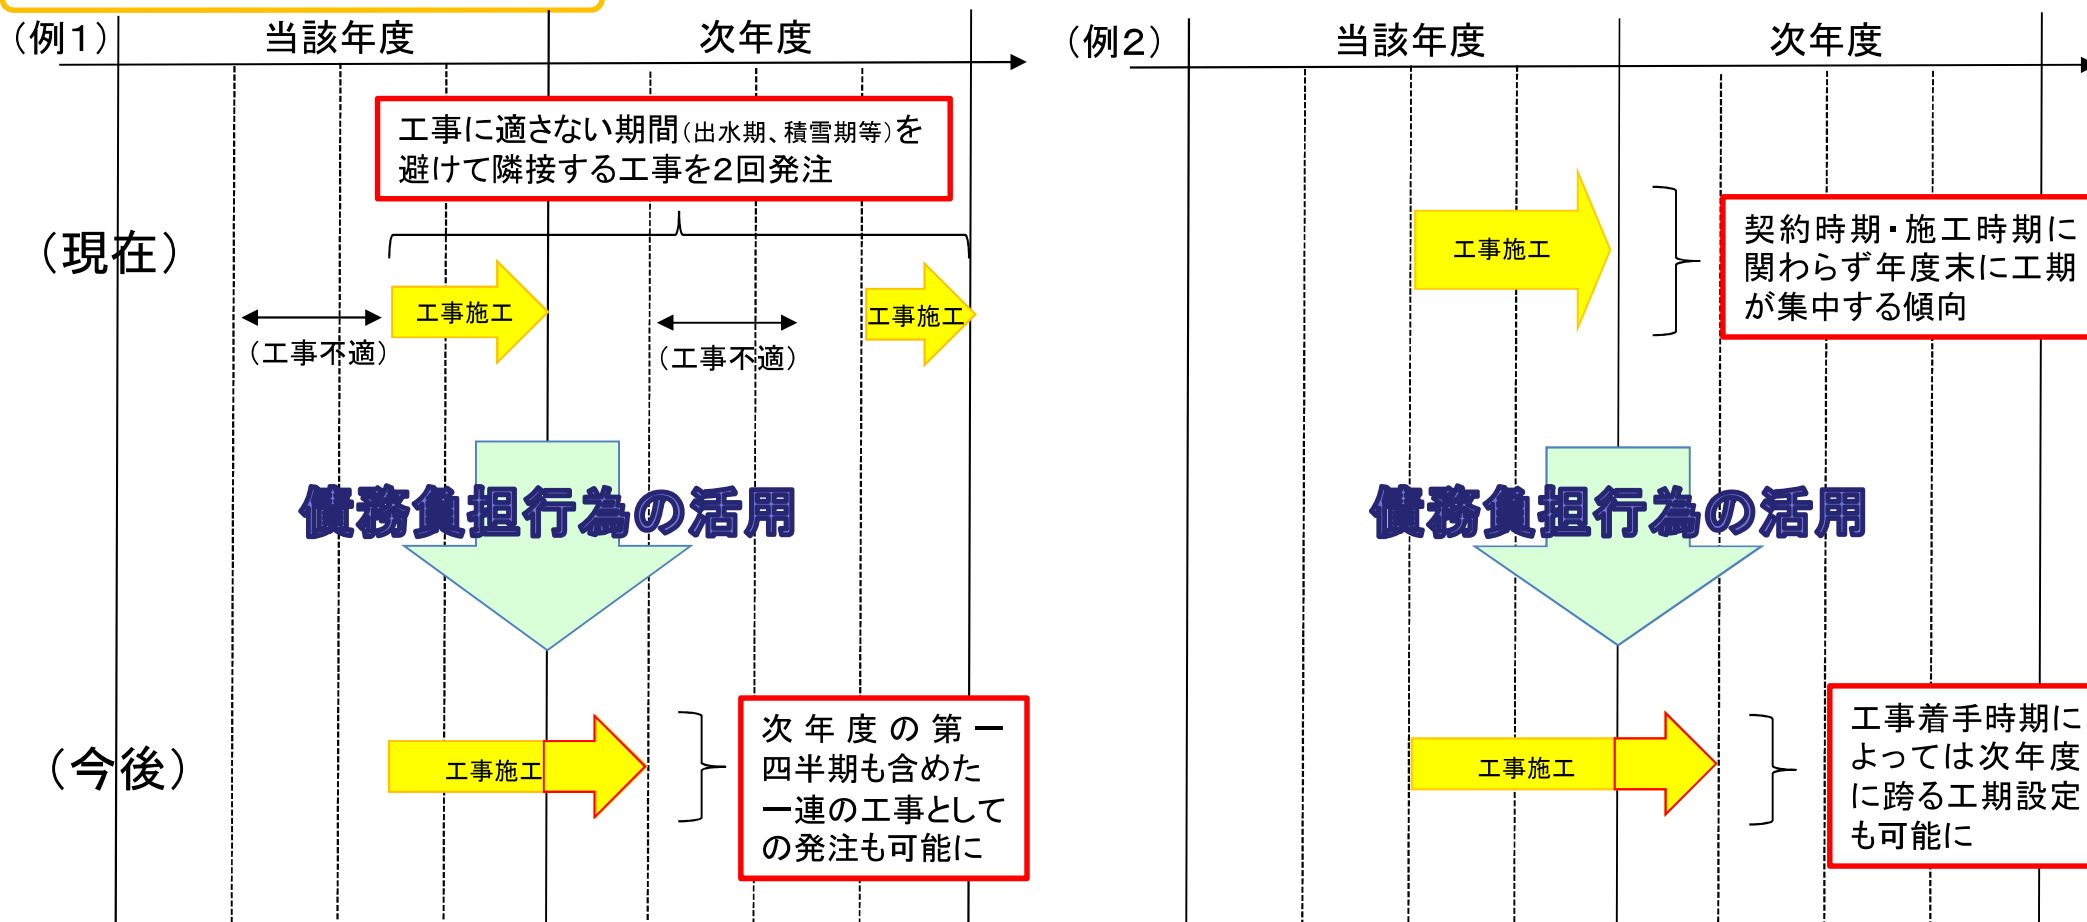 (例1)
当該年度
次年度
工事に適さない期間(出水期、積雪期等)を
避けて隣接する工事を2回発注
(現在)
工事施工
工事施工
(工事不適)
(工事不適)
債務負担行為の活用
(今後)
工事施工
次年度の第一
四半期も含めた
一連の工事として
の発注も可能に
(例2)
当該年度
次年度
工事施工
契約時期・施工時期に
関わらず年度末に工期
が集中する傾向
債務負担行為の活用
工事施工
工事着手時期に
よっては次年度
に跨る工期設定
も可能に